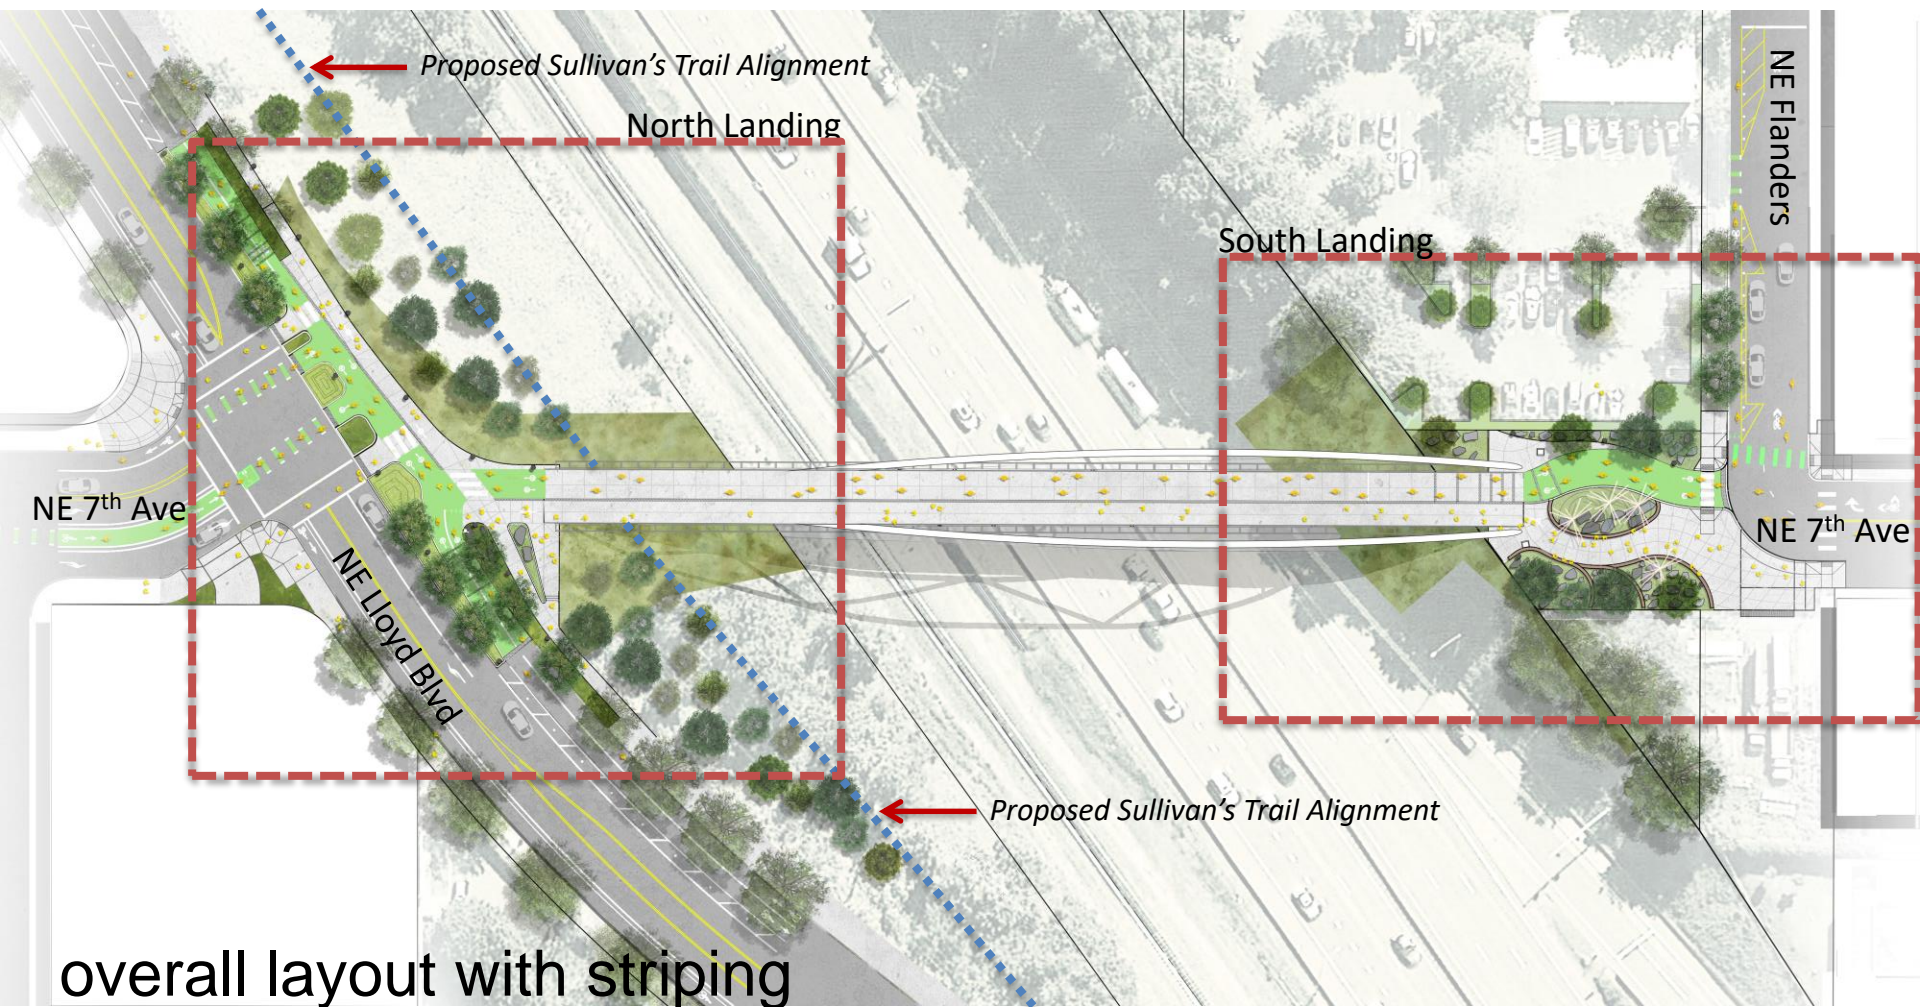 Proposed Sullivan's Trail Alignment
North Landing
NE Flanders
South Landing
NE 7th Ave
NE 7th Ave
NE Lloyd Blvd
Proposed Sullivan's Trail Alignment
overall layout with striping